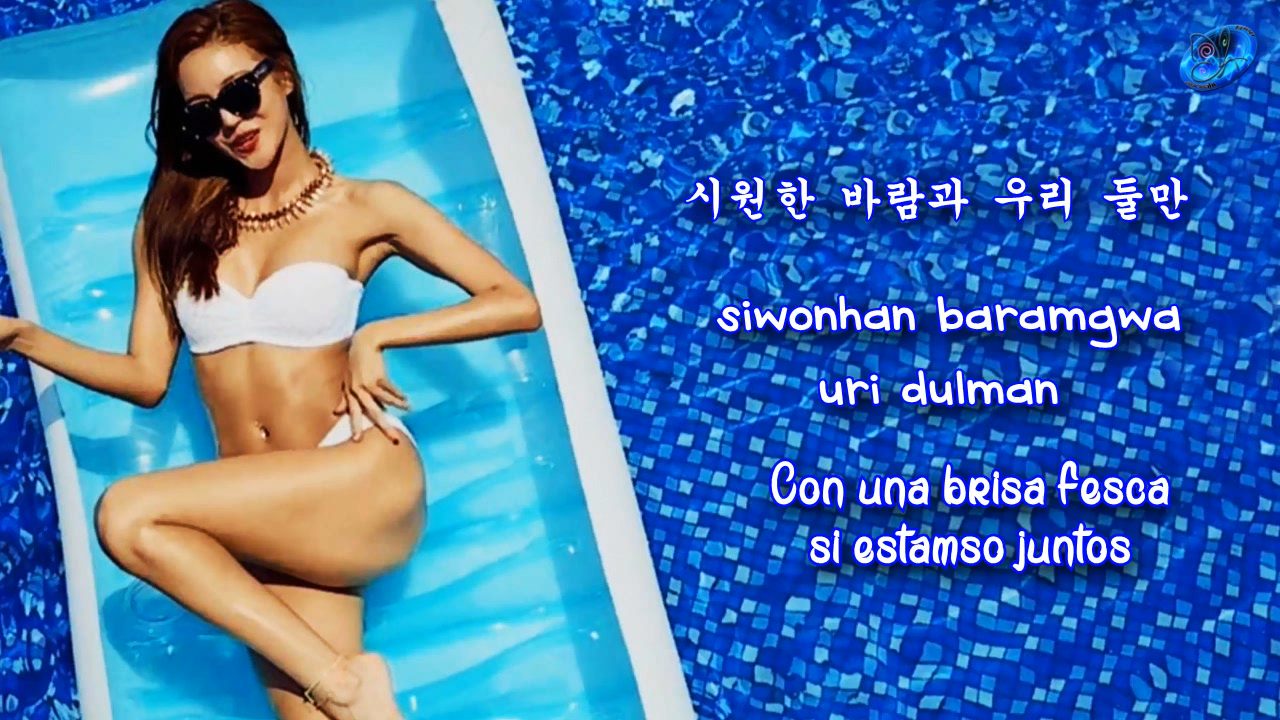 시원한 바람과 우리 둘만
siwonhan baramgwa
uri dulman
Con una brisa fesca
si estamso juntos